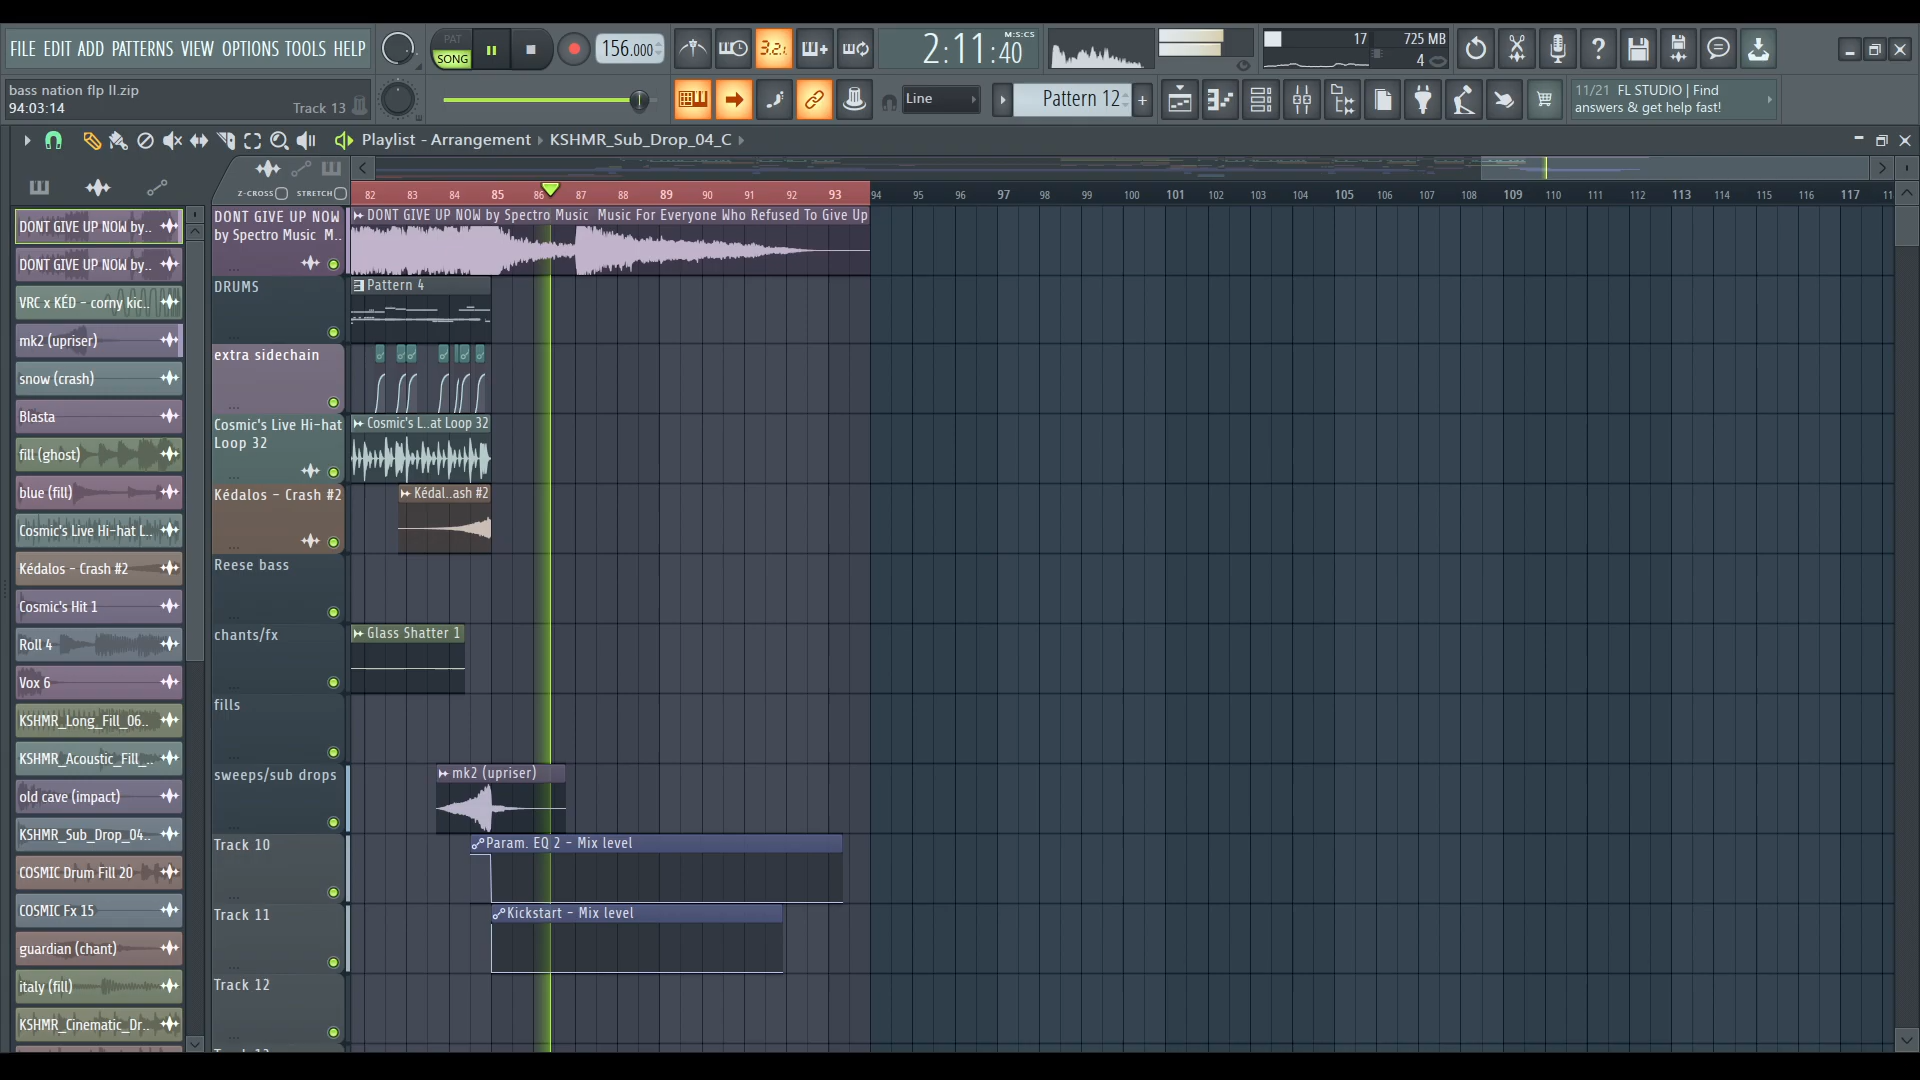 FILE EDIT ADD PATTERNS VIEW OPTIONS TOOLS HELP
PAT
SONG
156.000
3.2.1
2:11:40
M:S:CS
17
725 MB
4
bass nation flp II.zip
94:03:14
Track 13
Line
Pattern 12
11/21 FL STUDIO | Find
answers & get help fast!
Playlist - Arrangement
KSHMR_Sub_Drop_04_C
Z-CROSS
STRETCH
82 83 84 85 86 87 88 89 90 91 92 93 94 95 96 97 98 99 100 101 102 103 104 105 106 107 108 109 110 111 112 113 114 115 116 117 11
DONT GIVE UP NOW by..
DONT GIVE UP NOW by..
VRC x KÉD - corny kic..
mk2 (upriser)
snow (crash)
Blasta
fill (ghost)
blue (fill)
Cosmic's Live Hi-hat L..
Kédalos - Crash #2
Cosmic's Hit 1
Roll 4
Vox 6
KSHMR_Long_Fill_06..
KSHMR_Acoustic_Fill_..
old cave (impact)
KSHMR_Sub_Drop_04..
COSMIC Drum Fill 20
COSMIC Fx 15
guardian (chant)
italy (fill)
KSHMR_Cinematic_Dr..
DONT GIVE UP NOW
by Spectro Music M..
DONT GIVE UP NOW by Spectro Music Music For Everyone Who Refused To Give Up
DRUMS
Pattern 4
extra sidechain
Cosmic's Live Hi-hat
Loop 32
Cosmic's L..at Loop 32
Kédalos - Crash #2
Kédal..ash #2
Reese bass
chants/fx
Glass Shatter 1
fills
sweeps/sub drops
mk2 (upriser)
Track 10
Param. EQ 2 - Mix level
Track 11
Kickstart - Mix level
Track 12